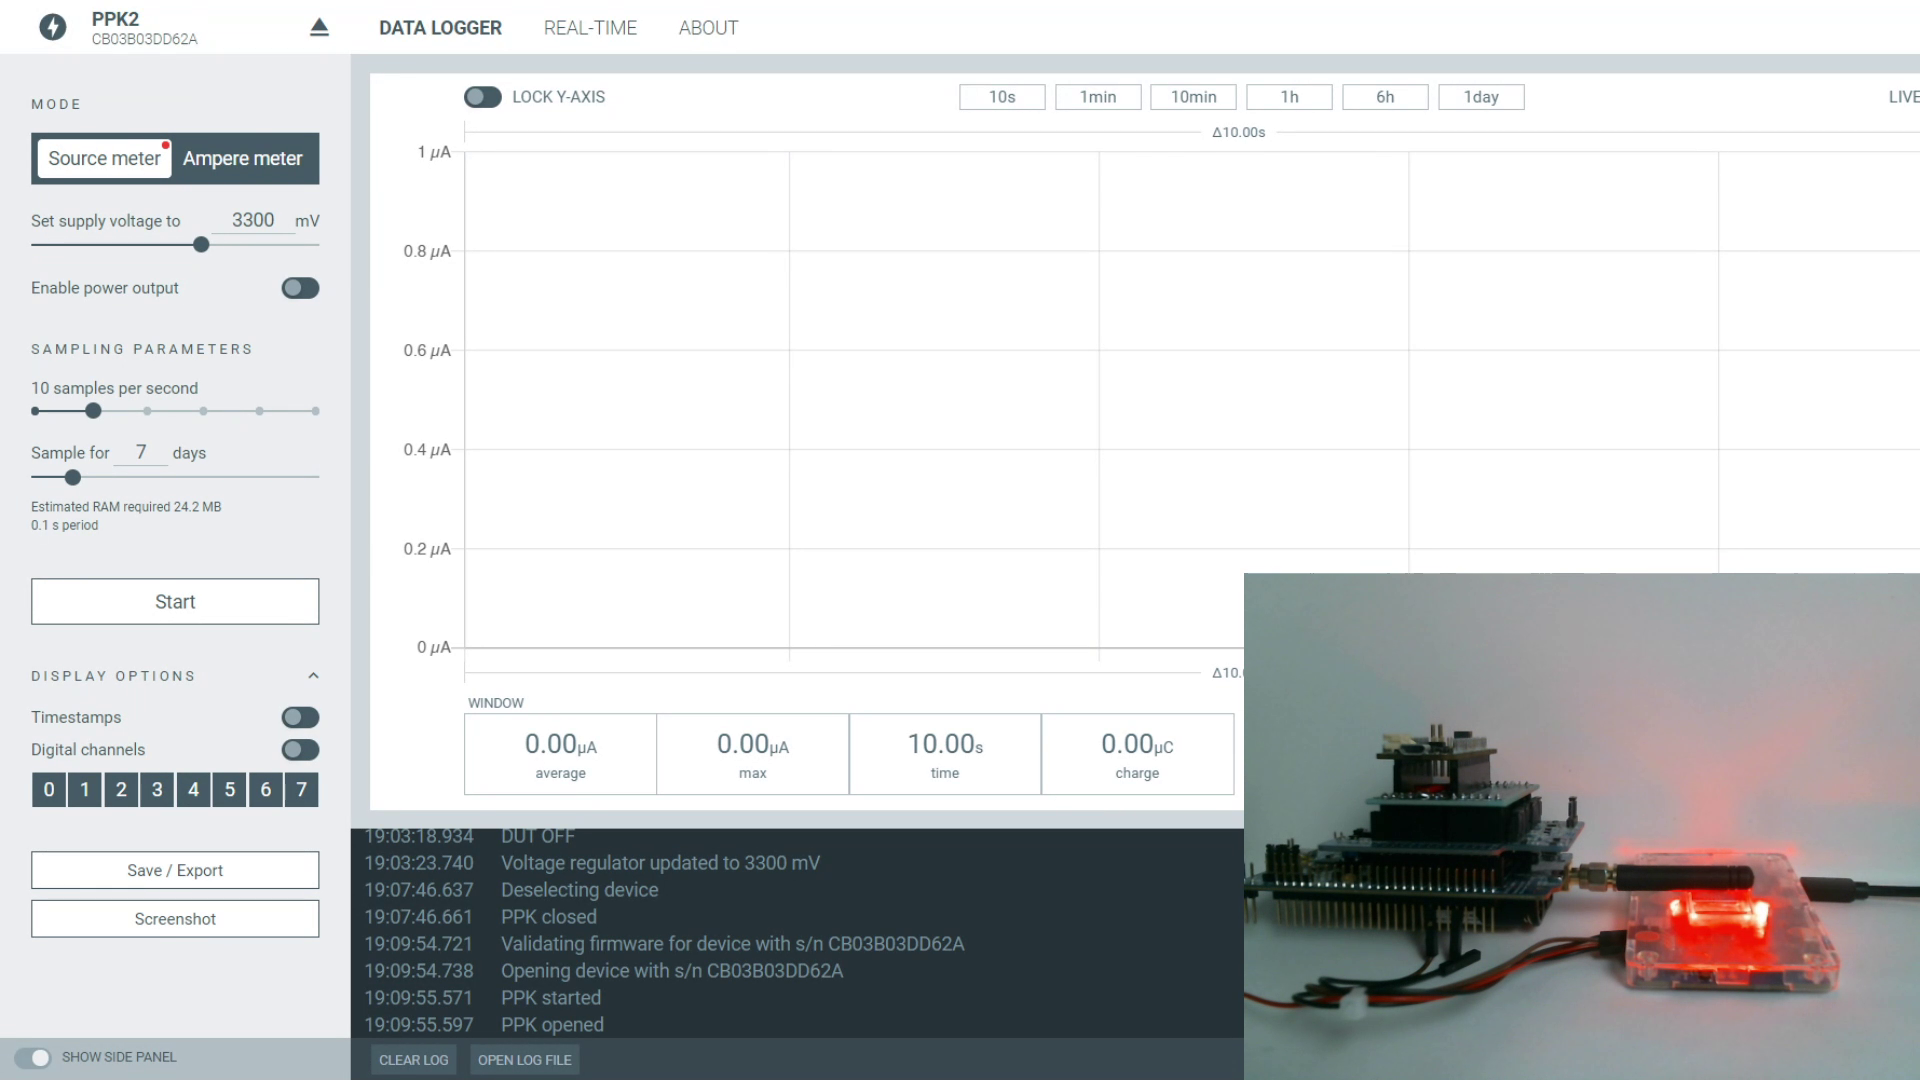 PPK2
CB03B03DD62A
DATA LOGGER
REAL-TIME
ABOUT
MODE
Source meter
Ampere meter
Set supply voltage to 3300 mV
Enable power output
SAMPLING PARAMETERS
10 samples per second
Sample for 7 days
Estimated RAM required 24.2 MB
0.1 s period
Start
DISPLAY OPTIONS
Timestamps
Digital channels
0 1 2 3 4 5 6 7
Save / Export
Screenshot
SHOW SIDE PANEL
LOCK Y-AXIS
10s 1min 10min 1h 6h 1day
LIVE
Δ10.00s
1 µA
0.8 µA
0.6 µA
0.4 µA
0.2 µA
0 µA
Δ10.
WINDOW
0.00µA
average
0.00µA
max
10.00s
time
0.00µC
charge
19:03:18.934 DUT OFF
19:03:23.740 Voltage regulator updated to 3300 mV
19:07:46.637 Deselecting device
19:07:46.661 PPK closed
19:09:54.721 Validating firmware for device with s/n CB03B03DD62A
19:09:54.738 Opening device with s/n CB03B03DD62A
19:09:55.571 PPK started
19:09:55.597 PPK opened
CLEAR LOG
OPEN LOG FILE